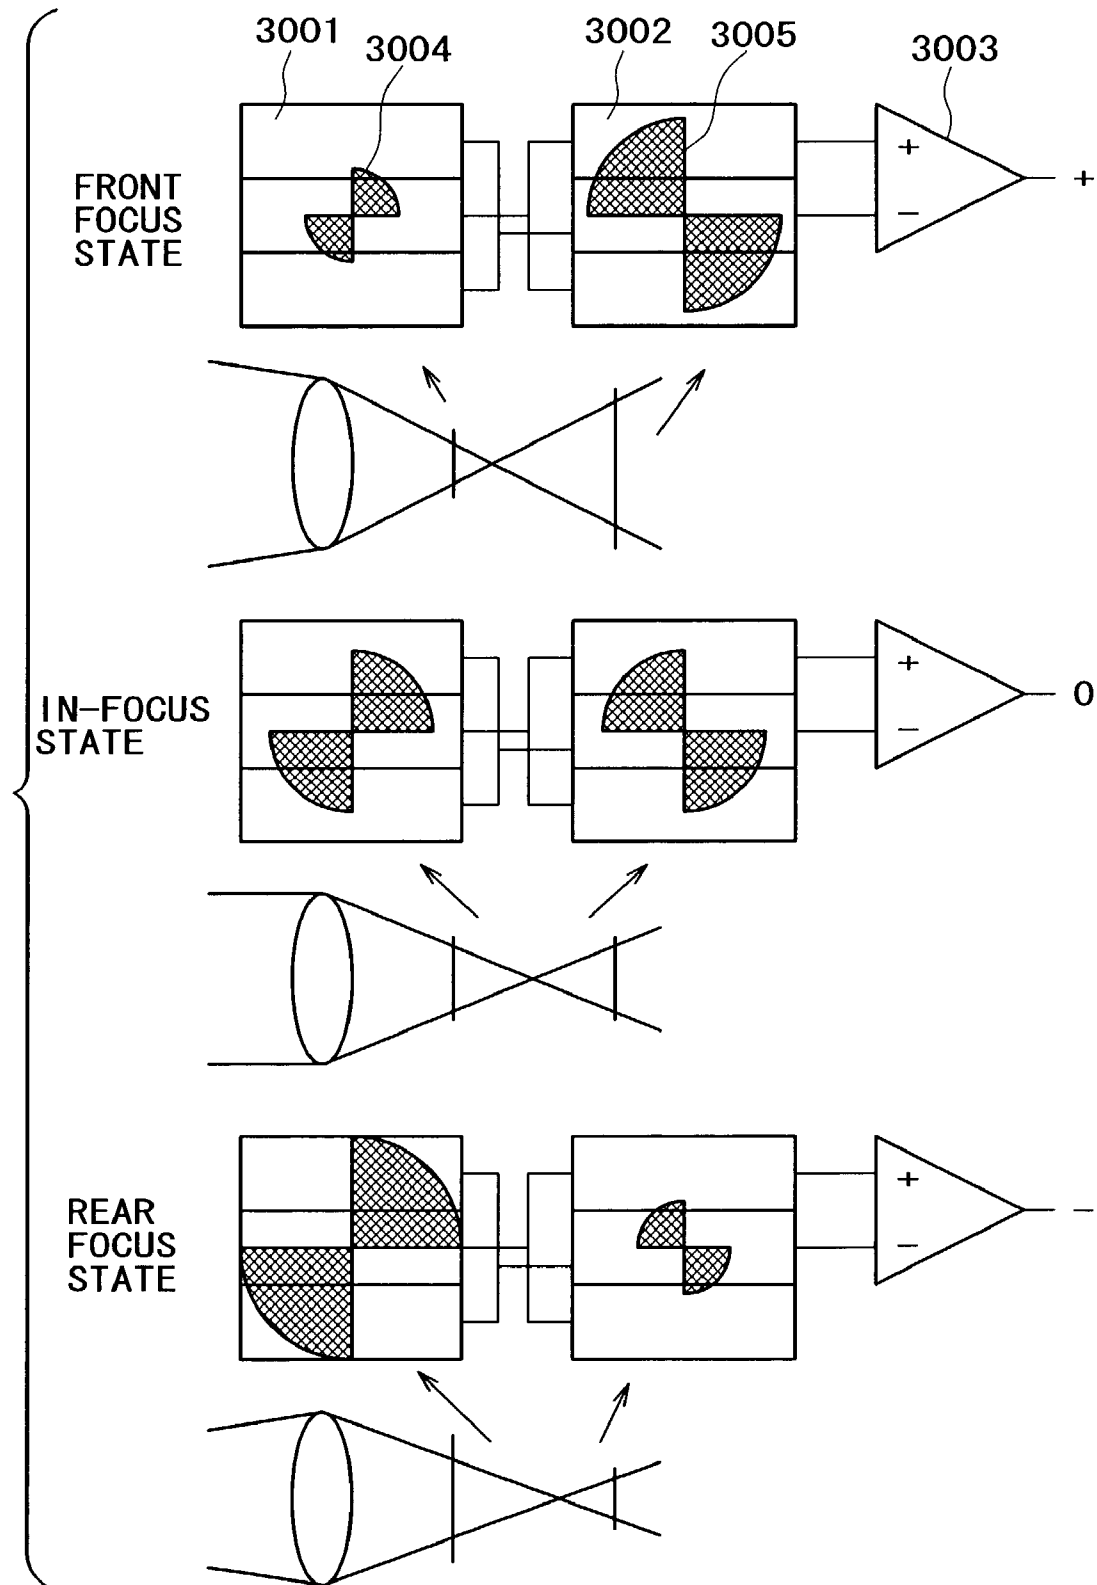 3001
3004
3002
3005
3003
FRONT
FOCUS
STATE
+
−
+
IN-FOCUS
STATE
+
−
0
REAR
FOCUS
STATE
+
−
−